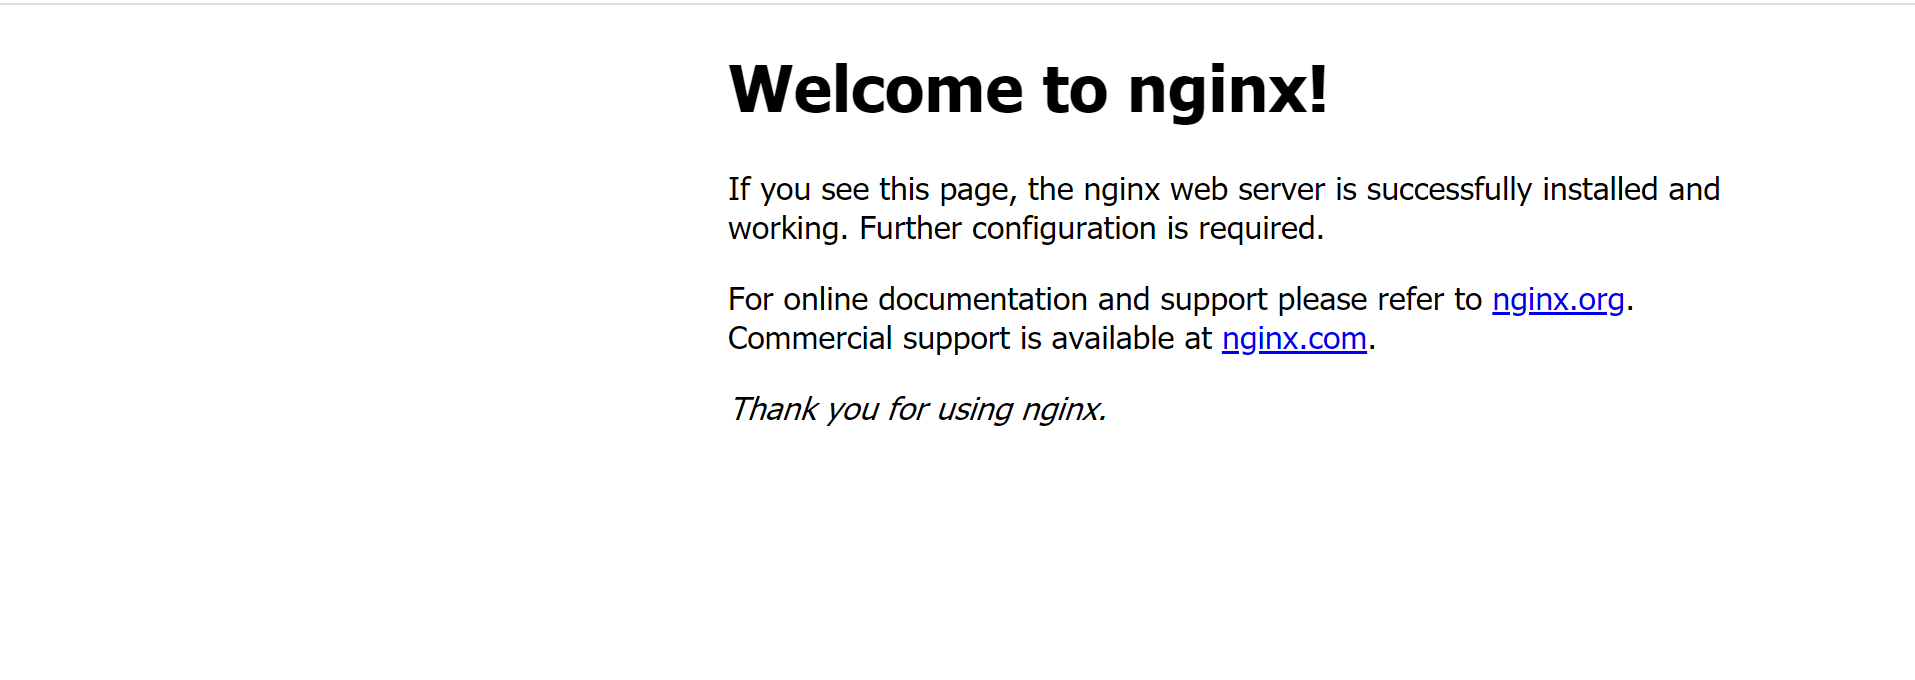 Welcome to nginx!
If you see this page, the nginx web server is successfully installed and
working. Further configuration is required.
For online documentation and support please refer to nginx.org.
Commercial support is available at nginx.com.
Thank you for using nginx.